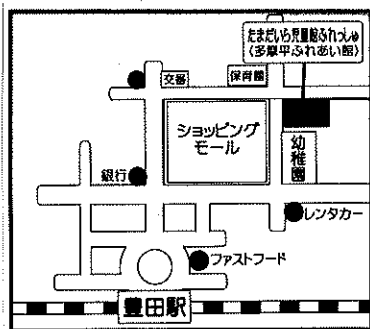 たまだいら児童館ふれっしゅ
(多摩平ふれあい館)
交番
保育園
ショッピング
モール
幼稚園
銀行
レンタカー
ファストフード
豊田駅